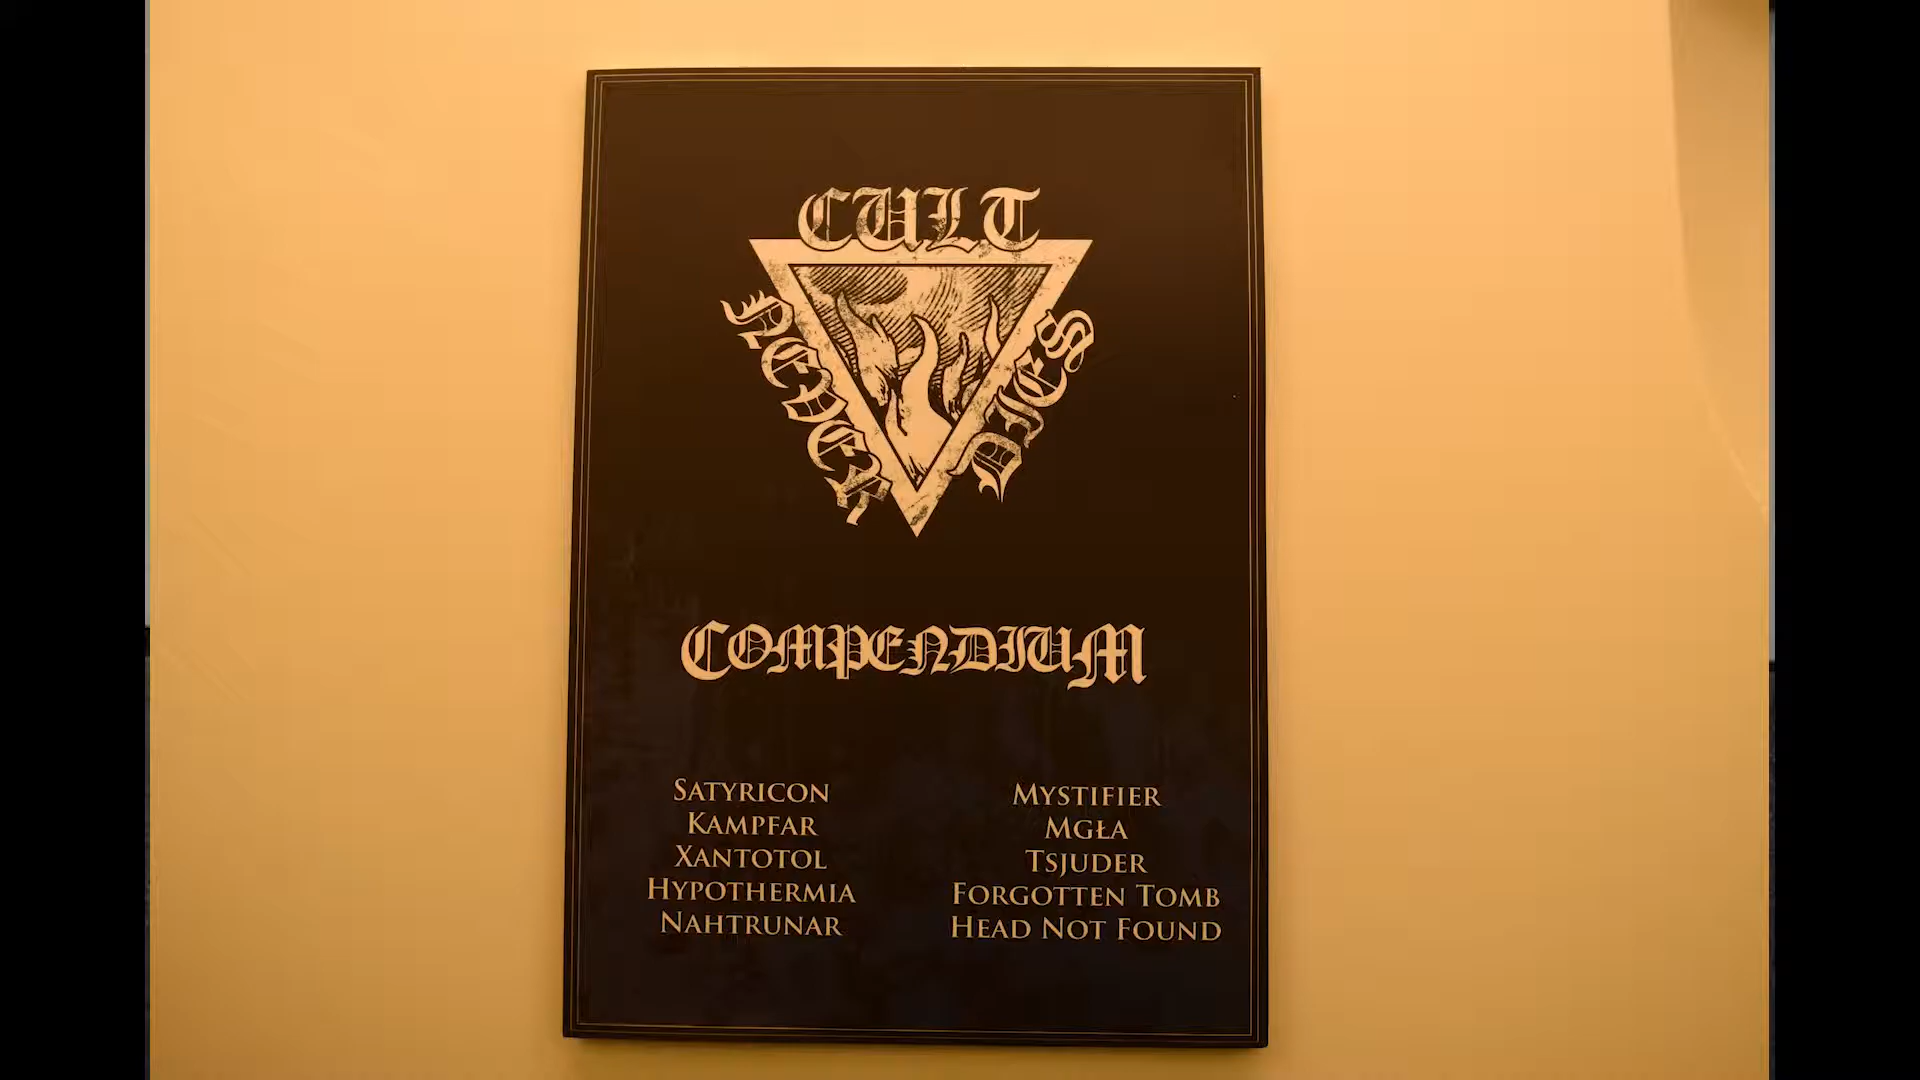 CULT
NEVER
DIES
COMPENDIUM
SATYRICON
KAMPFAR
XANTOTOL
HYPOTHERMIA
NAHTRUNAR
MYSTIFIER
MGŁA
TSJUDER
FORGOTTEN TOMB
HEAD NOT FOUND